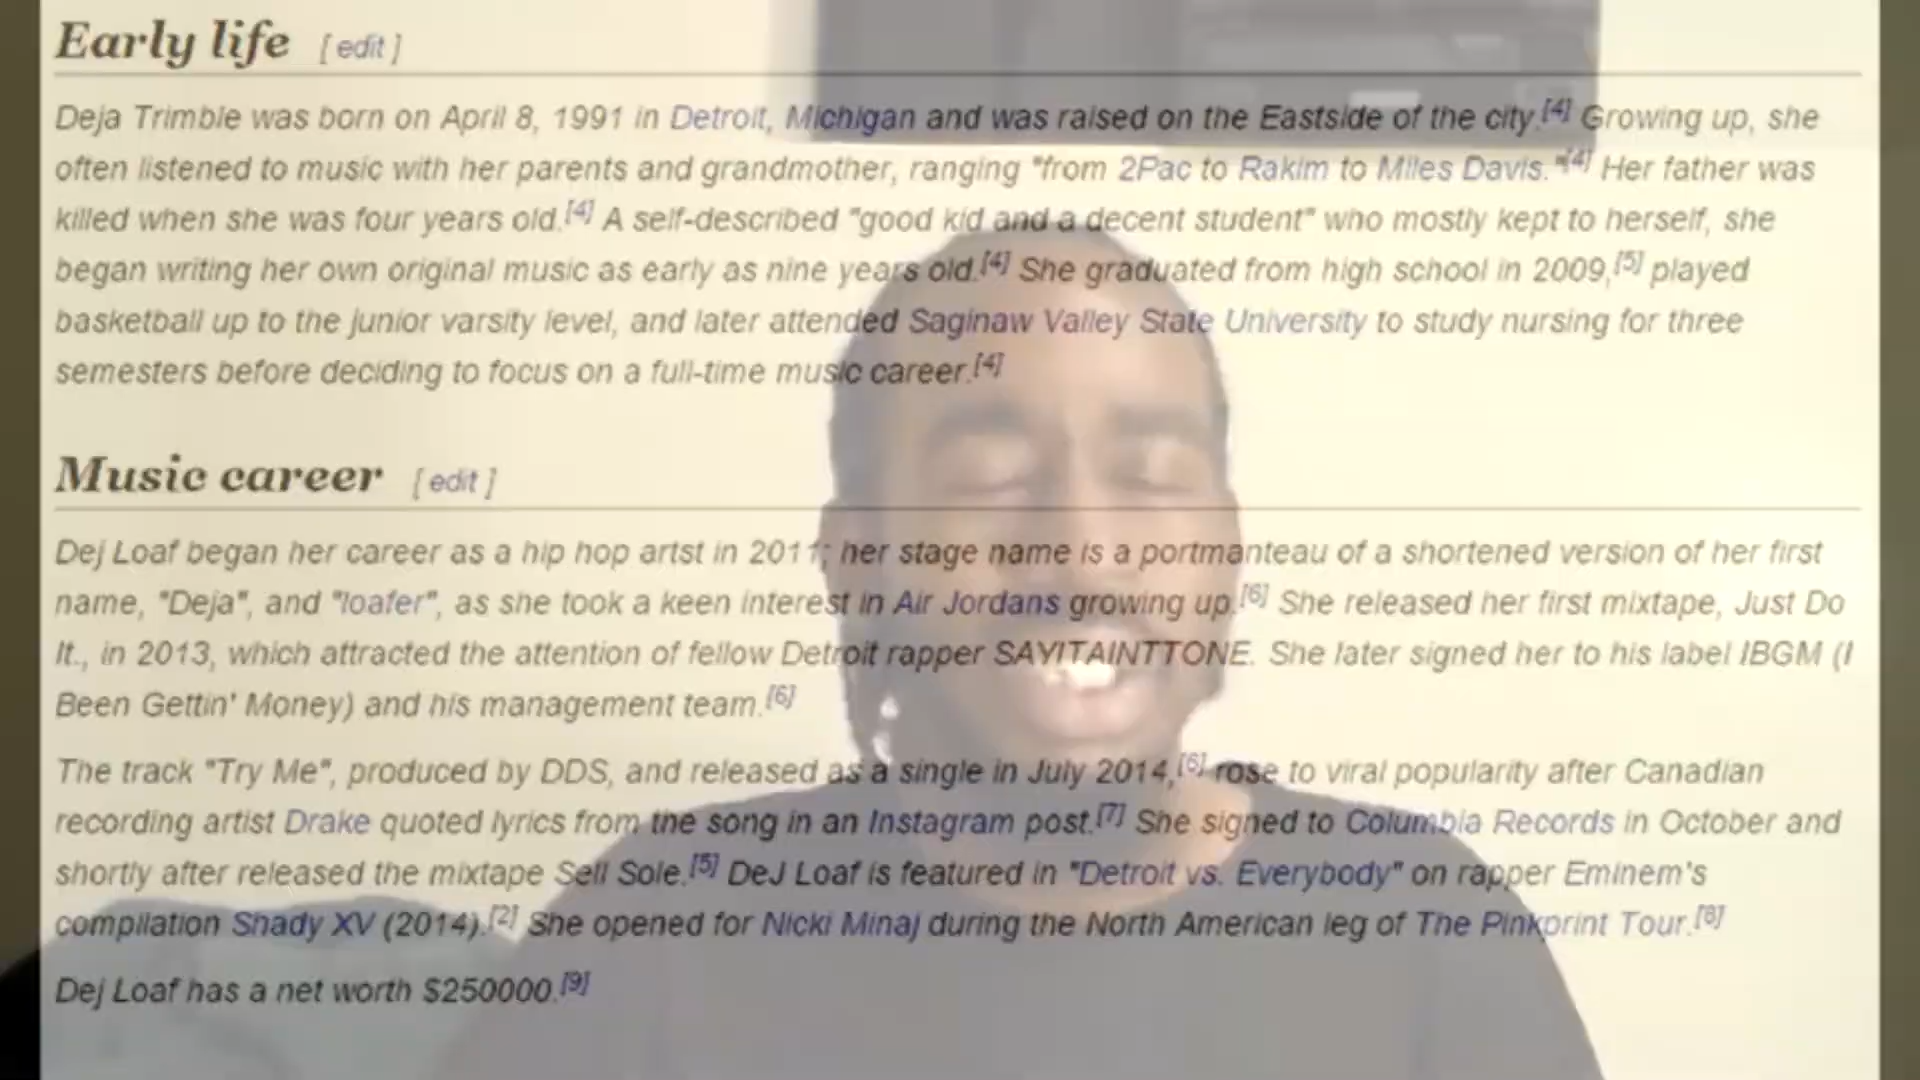 Early life [ edit ]
Deja Trimble was born on April 8, 1991 in Detroit, Michigan and was raised on the Eastside of the city.[4] Growing up, she
often listened to music with her parents and grandmother, ranging "from 2Pac to Rakim to Miles Davis."[4] Her father was
killed when she was four years old.[4] A self-described "good kid and a decent student" who mostly kept to herself, she
began writing her own original music as early as nine years old.[4] She graduated from high school in 2009,[5] played
basketball up to the junior varsity level, and later attended Saginaw Valley State University to study nursing for three
semesters before deciding to focus on a full-time music career.[4]
Music career [ edit ]
Dej Loaf began her career as a hip hop artst in 2011; her stage name is a portmanteau of a shortened version of her first
name, "Deja", and "loafer", as she took a keen interest in Air Jordans growing up.[6] She released her first mixtape, Just Do
It., in 2013, which attracted the attention of fellow Detroit rapper SAYITAINTTONE. She later signed her to his label IBGM (I
Been Gettin' Money) and his management team.[6]
The track "Try Me", produced by DDS, and released as a single in July 2014,[6] rose to viral popularity after Canadian
recording artist Drake quoted lyrics from the song in an Instagram post.[7] She signed to Columbia Records in October and
shortly after released the mixtape Sell Sole.[5] DeJ Loaf is featured in "Detroit vs. Everybody" on rapper Eminem's
compilation Shady XV (2014).[2] She opened for Nicki Minaj during the North American leg of The Pinkprint Tour.[8]
Dej Loaf has a net worth $250000.[9]